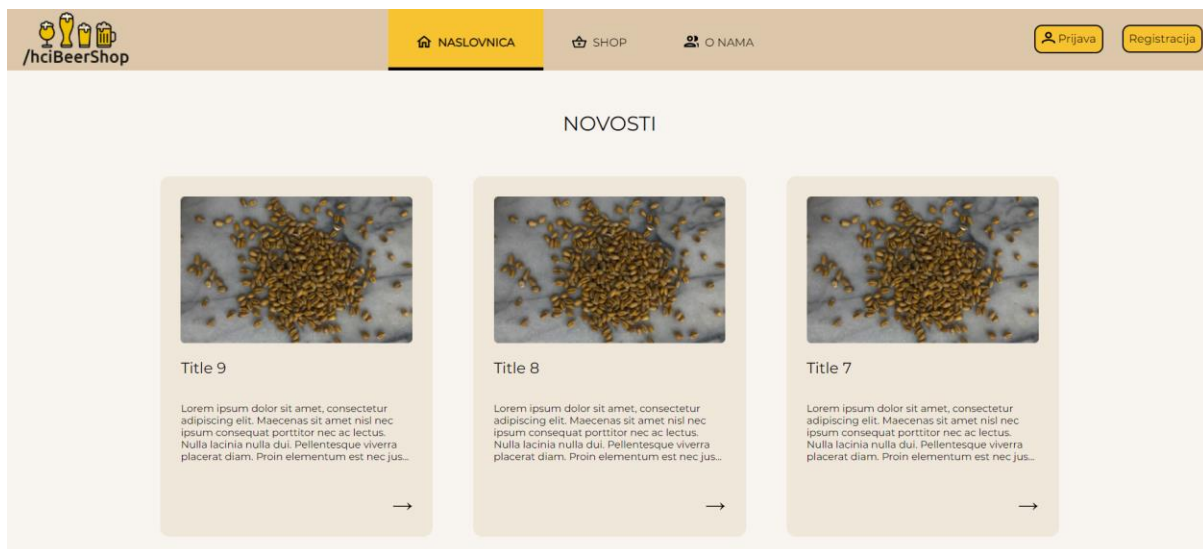 /hciBeerShop
NASLOVNICA
SHOP
O NAMA
Prijava
Registracija
NOVOSTI
Title 9
Lorem ipsum dolor sit amet, consectetur
adipiscing elit. Maecenas sit amet nisl nec
ipsum consequat porttitor nec ac lectus.
Nulla lacinia nulla dui. Pellentesque viverra
placerat diam. Proin elementum est nec jus...
Title 8
Lorem ipsum dolor sit amet, consectetur
adipiscing elit. Maecenas sit amet nisl nec
ipsum consequat porttitor nec ac lectus.
Nulla lacinia nulla dui. Pellentesque viverra
placerat diam. Proin elementum est nec jus...
Title 7
Lorem ipsum dolor sit amet, consectetur
adipiscing elit. Maecenas sit amet nisl nec
ipsum consequat porttitor nec ac lectus.
Nulla lacinia nulla dui. Pellentesque viverra
placerat diam. Proin elementum est nec jus...